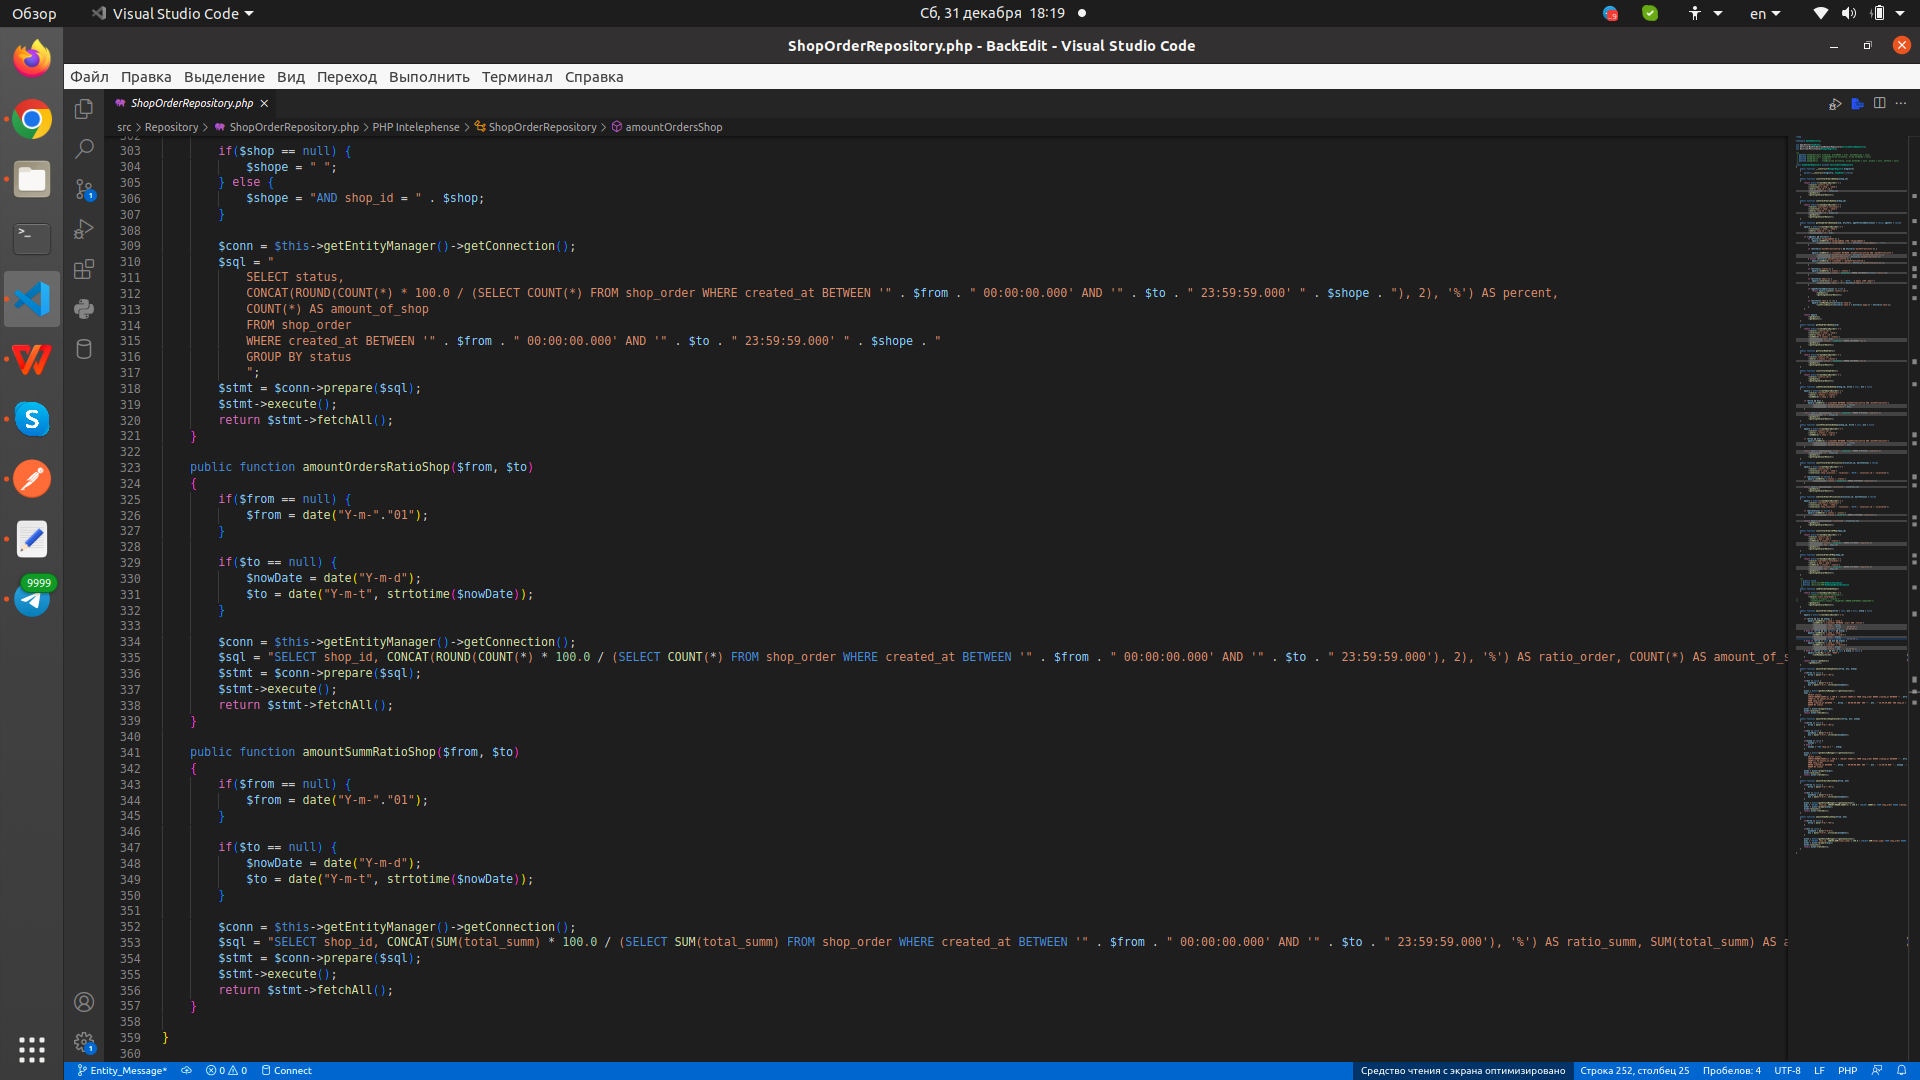 Обзор
Visual Studio Code
Сб, 31 декабря 18:19
en
ShopOrderRepository.php - BackEdit - Visual Studio Code
Файл Правка Выделение Вид Переход Выполнить Терминал Справка
ShopOrderRepository.php
src > Repository > ShopOrderRepository.php > PHP Intelephense > ShopOrderRepository > amountOrdersShop
302
303 if($shop == null) {
304 $shope = " ";
305 } else {
306 $shope = "AND shop_id = " . $shop;
307 }
308
309 $conn = $this->getEntityManager()->getConnection();
310 $sql = "
311 SELECT status,
312 CONCAT(ROUND(COUNT(*) * 100.0 / (SELECT COUNT(*) FROM shop_order WHERE created_at BETWEEN '" . $from . " 00:00:00.000' AND '" . $to . " 23:59:59.000' " . $shope . "), 2), '%') AS percent,
313 COUNT(*) AS amount_of_shop
314 FROM shop_order
315 WHERE created_at BETWEEN '" . $from . " 00:00:00.000' AND '" . $to . " 23:59:59.000' " . $shope . "
316 GROUP BY status
317 ";
318 $stmt = $conn->prepare($sql);
319 $stmt->execute();
320 return $stmt->fetchAll();
321 }
322
323 public function amountOrdersRatioShop($from, $to)
324 {
325 if($from == null) {
326 $from = date("Y-m-"."01");
327 }
328
329 if($to == null) {
330 $nowDate = date("Y-m-d");
331 $to = date("Y-m-t", strtotime($nowDate));
332 }
333
334 $conn = $this->getEntityManager()->getConnection();
335 $sql = "SELECT shop_id, CONCAT(ROUND(COUNT(*) * 100.0 / (SELECT COUNT(*) FROM shop_order WHERE created_at BETWEEN '" . $from . " 00:00:00.000' AND '" . $to . " 23:59:59.000'), 2), '%') AS ratio_order, COUNT(*) AS amount_of_s
336 $stmt = $conn->prepare($sql);
337 $stmt->execute();
338 return $stmt->fetchAll();
339 }
340
341 public function amountSummRatioShop($from, $to)
342 {
343 if($from == null) {
344 $from = date("Y-m-"."01");
345 }
346
347 if($to == null) {
348 $nowDate = date("Y-m-d");
349 $to = date("Y-m-t", strtotime($nowDate));
350 }
351
352 $conn = $this->getEntityManager()->getConnection();
353 $sql = "SELECT shop_id, CONCAT(SUM(total_summ) * 100.0 / (SELECT SUM(total_summ) FROM shop_order WHERE created_at BETWEEN '" . $from . " 00:00:00.000' AND '" . $to . " 23:59:59.000'), '%') AS ratio_summ, SUM(total_summ) AS a
354 $stmt = $conn->prepare($sql);
355 $stmt->execute();
356 return $stmt->fetchAll();
357 }
358
359 }
360
9999
1
1
Entity_Message* 0 0 Connect
Средство чтения с экрана оптимизировано Строка 252, столбец 25 Пробелов: 4 UTF-8 LF PHP